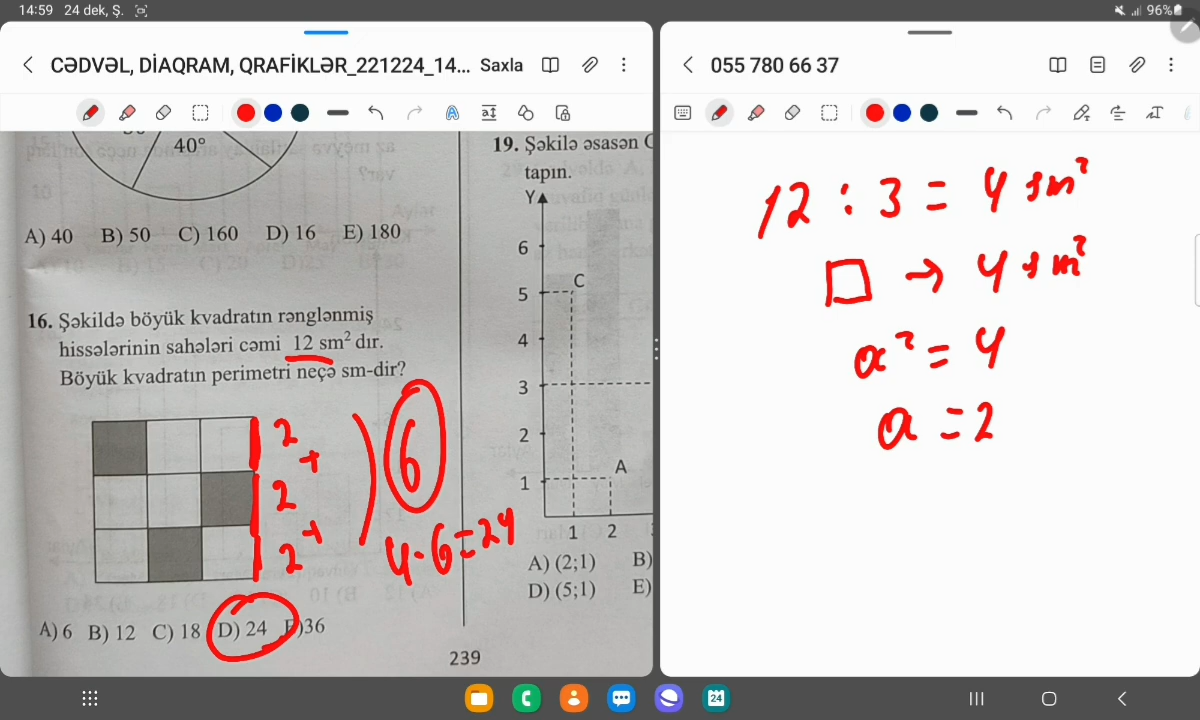 14:59 24 dek, Ş.
96%
CƏDVƏL, DİAQRAM, QRAFİKLƏR_221224_14... Saxla
40°
A) 40 B) 50 C) 160 D) 16 E) 180
16. Şəkildə böyük kvadratın rənglənmiş
hissələrinin sahələri cəmi 12 sm² dır.
Böyük kvadratın perimetri neçə sm-dir?
2
+
2
+
2
6
4·6=24
A) 6 B) 12 C) 18 D) 24 E) 36
239
19. Şəkilə əsasən C
tapın.
Y
6
5 C
4
3
2
A
1
1 2
A) (2;1) B)
D) (5;1) E)
055 780 66 37
12 : 3 = 4 sm²
→ 4 sm²
a² = 4
a = 2
24